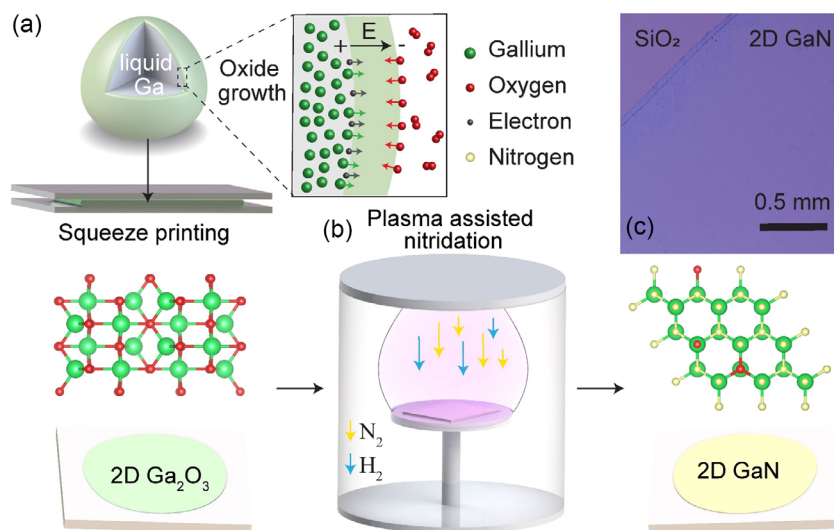 (a)
liquid
Ga
Oxide
growth
+ E -
Gallium
Oxygen
Electron
Nitrogen
Squeeze printing
(b)
Plasma assisted
nitridation
N₂
H₂
2D Ga₂O₃
(c)
SiO₂ 2D GaN
0.5 mm
2D GaN